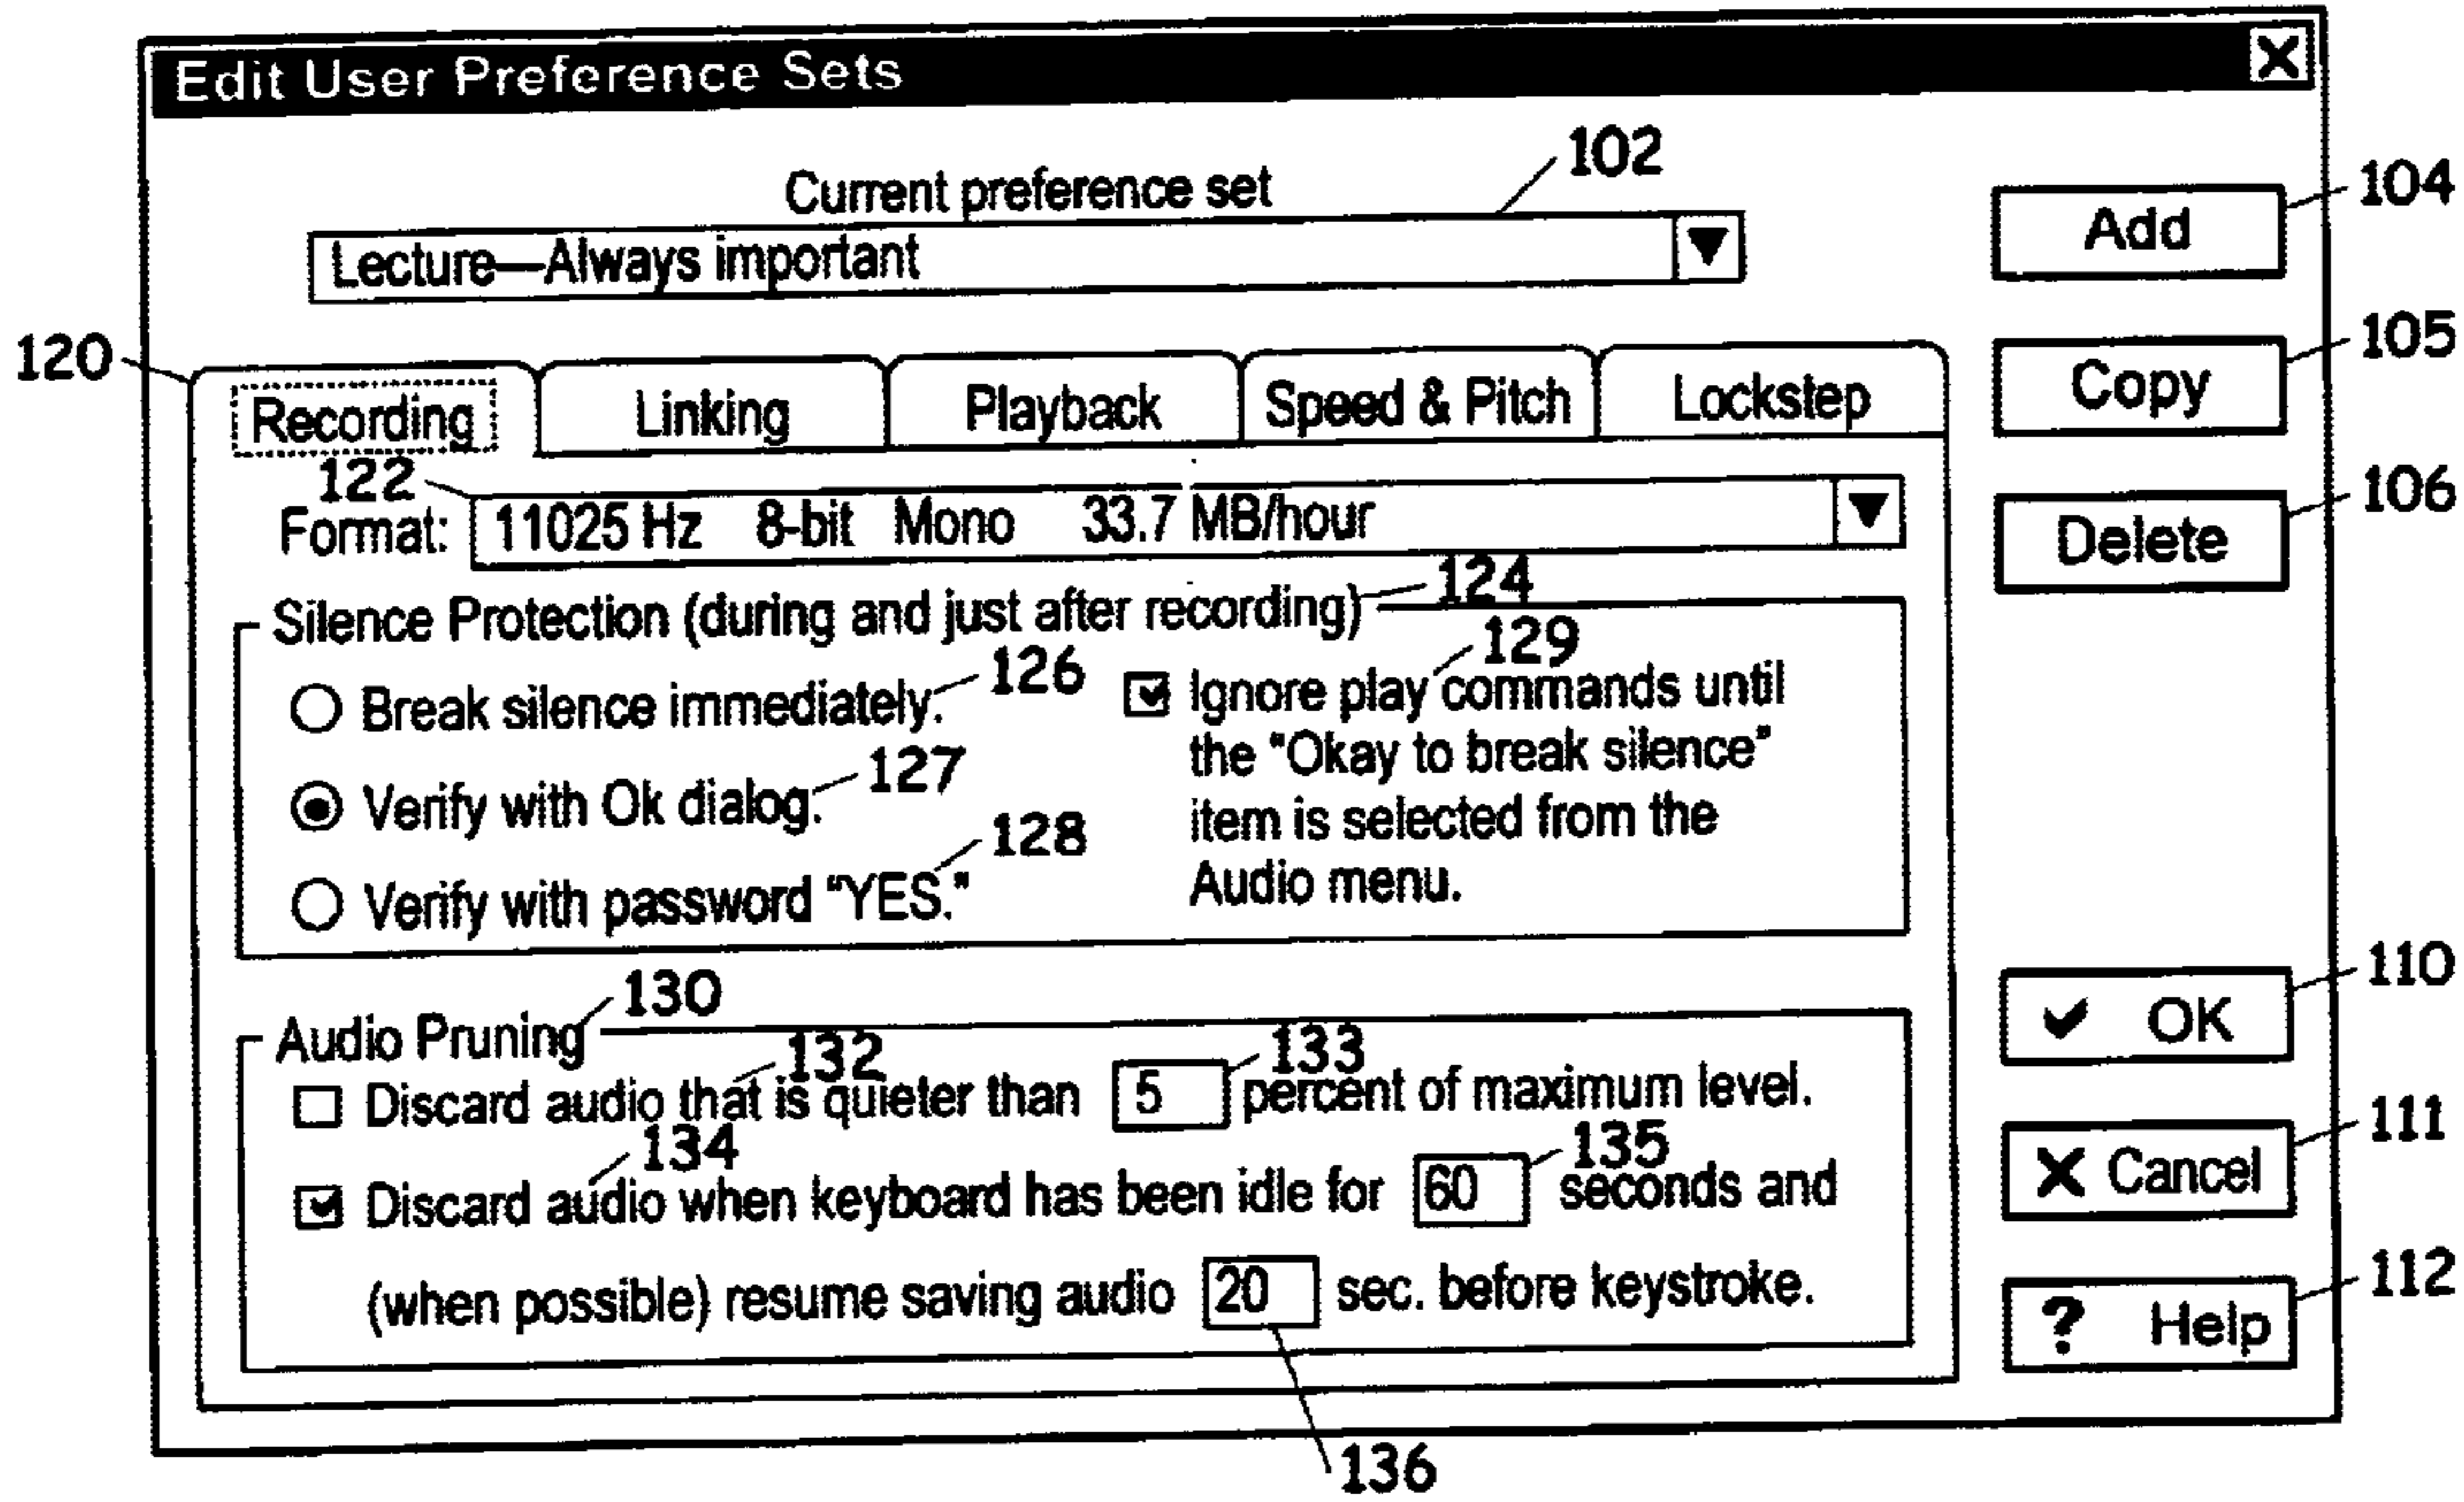 Edit User Preference Sets
102
Current preference set
Lecture—Always important
Add
104
Copy
105
Delete
106
120
Recording
Linking
Playback
Speed & Pitch
Lockstep
122
Format:
11025 Hz 8-bit Mono 33.7 MB/hour
124
Silence Protection (during and just after recording)
126
Break silence immediately.
127
Verify with Ok dialog.
128
Verify with password “YES.”
129
Ignore play commands until
the "Okay to break silence"
item is selected from the
Audio menu.
130
Audio Pruning
132
133
Discard audio that is quieter than 5 percent of maximum level.
134
135
Discard audio when keyboard has been idle for 60 seconds and
(when possible) resume saving audio 20 sec. before keystroke.
136
OK
110
Cancel
111
? Help
112